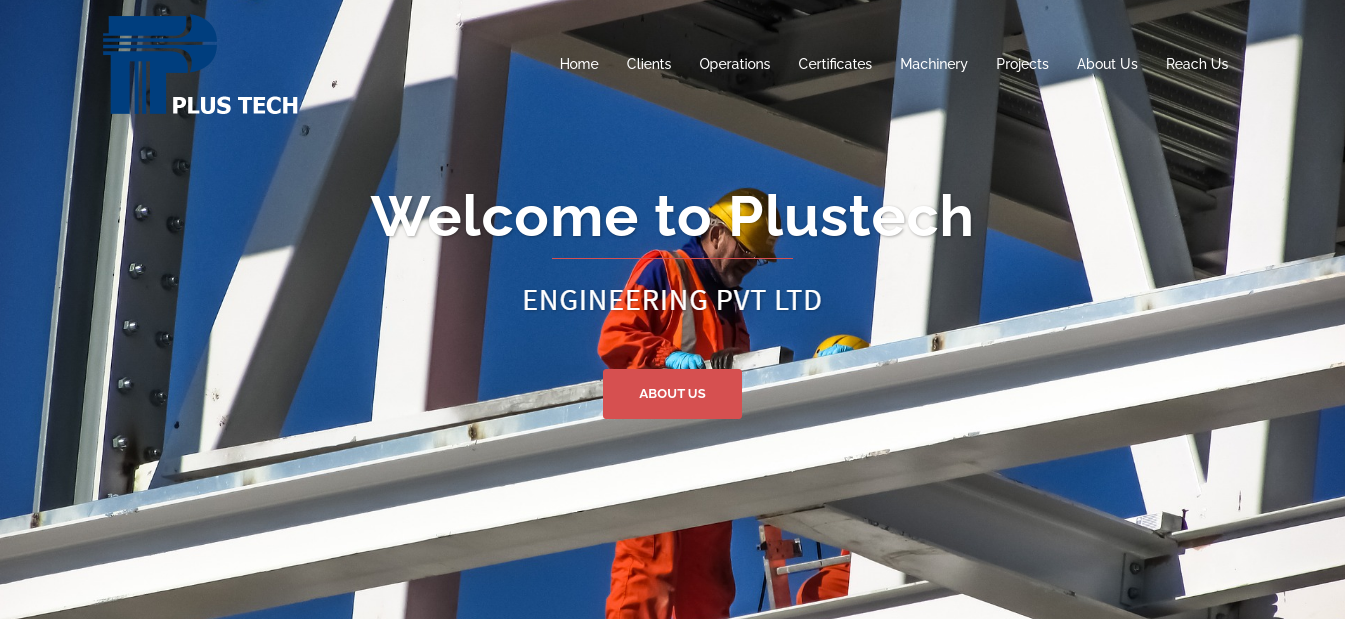 PLUS TECH
Home Clients Operations Certificates Machinery Projects About Us Reach Us
Welcome to Plustech
ENGINEERING PVT LTD
ABOUT US